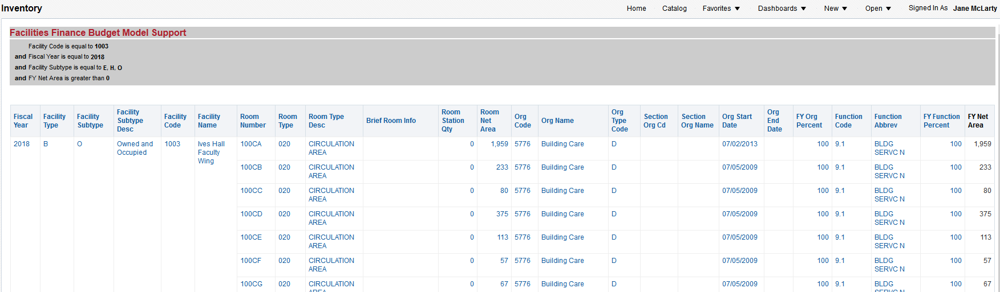 Inventory
Home Catalog Favorites Dashboards New Open Signed In As Jane McLarty
Facilities Finance Budget Model Support
Facility Code is equal to 1003
and Fiscal Year is equal to 2018
and Facility Subtype is equal to E, H, O
and FY Net Area is greater than 0
Fiscal Year Facility Type Facility Subtype Facility Subtype Desc Facility Code Facility Name Room Number Room Type Room Type Desc Brief Room Info Room Station Qty Room Net Area Org Code Org Name Org Type Code Section Org Cd Section Org Name Org Start Date Org End Date FY Org Percent Function Code Function Abbrev FY Function Percent FY Net Area
2018 B O Owned and Occupied 1003 Ives Hall Faculty Wing 100CA 020 CIRCULATION AREA 0 1,959 5776 Building Care D 07/02/2013 100 9.1 BLDG SERVC N 100 1,959
100CB 020 CIRCULATION AREA 0 233 5776 Building Care D 07/05/2009 100 9.1 BLDG SERVC N 100 233
100CC 020 CIRCULATION AREA 0 80 5776 Building Care D 07/05/2009 100 9.1 BLDG SERVC N 100 80
100CD 020 CIRCULATION AREA 0 375 5776 Building Care D 07/05/2009 100 9.1 BLDG SERVC N 100 375
100CE 020 CIRCULATION AREA 0 113 5776 Building Care D 07/05/2009 100 9.1 BLDG SERVC N 100 113
100CF 020 CIRCULATION AREA 0 57 5776 Building Care D 07/05/2009 100 9.1 BLDG SERVC N 100 57
100CG 020 CIRCULATION AREA 0 67 5776 Building Care D 07/05/2009 100 9.1 BLDG SERVC N 100 67